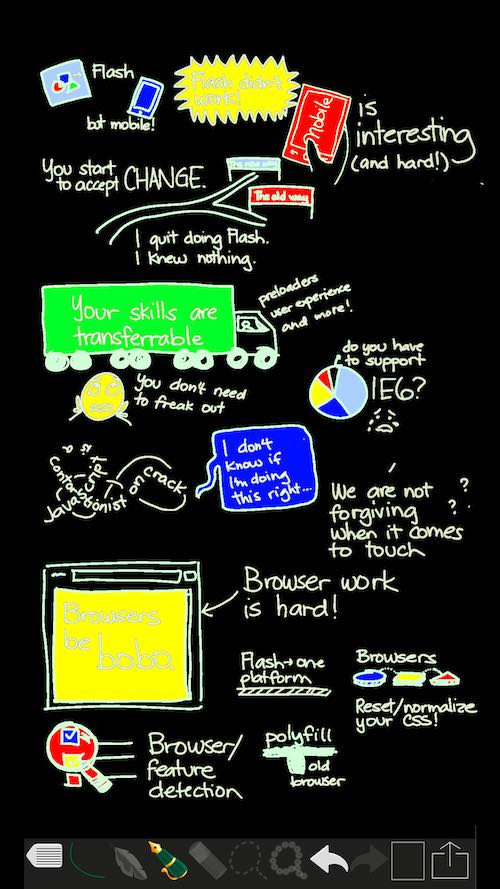 Flash
but mobile!
Flash didn't
work!
Mobile
is
interesting
(and hard!)
You start
to accept CHANGE.
The new way
The old way
I quit doing Flash.
I knew nothing.
Your skills are
transferrable
preloaders
user experience
and more!
You don't need
to freak out
do you have
to support
IE6?
JavaScript
is a
contortionist
on crack
I don't
know if
I'm doing
this right...
We are not
forgiving
when it comes
to touch
? ? ?
Browsers
be bobo.
Browser work
is hard!
Flash → one
platform
Browsers
Reset/normalize
your CSS!
Browser/
feature
detection
polyfill
old
browser